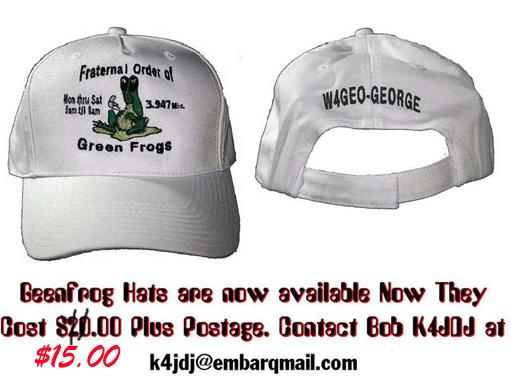 Fraternal Order of
Mon thru Sat
5am till 8am
3.947 Mhz.
Green Frogs
W4GEO-GEORGE
Geenfrog Hats are now available Now They
Cost $20.00 Plus Postage. Contact Bob K4JDJ at
$15.00
k4jdj@embarqmail.com